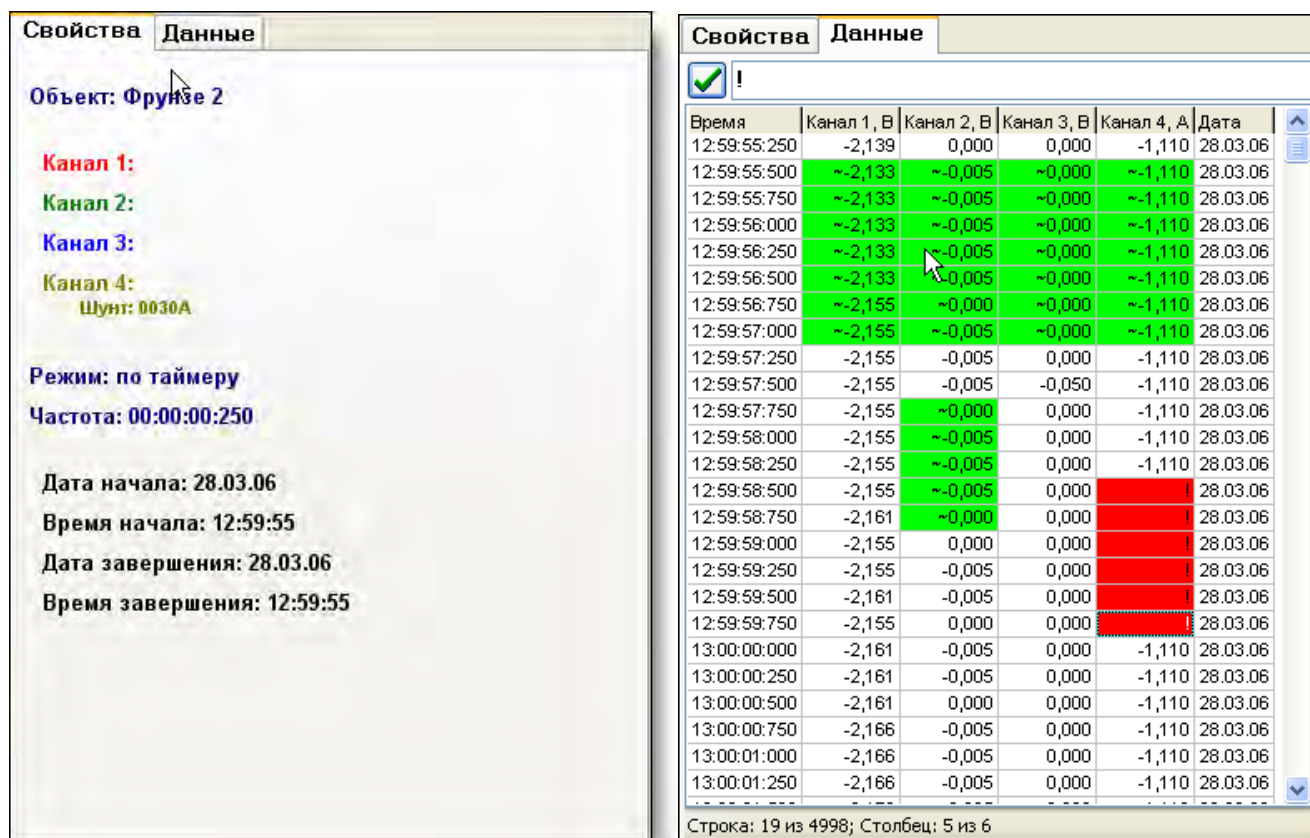 Свойства Данные
Объект: Фрунзе 2
Канал 1:
Канал 2:
Канал 3:
Канал 4:
Шунт: 0030А
Режим: по таймеру
Частота: 00:00:00:250
Дата начала: 28.03.06
Время начала: 12:59:55
Дата завершения: 28.03.06
Время завершения: 12:59:55
Свойства Данные
!
Время Канал 1, В Канал 2, В Канал 3, В Канал 4, А Дата
12:59:55:250 -2,139 0,000 0,000 -1,110 28.03.06
12:59:55:500 ~-2,133 ~-0,005 ~0,000 ~-1,110 28.03.06
12:59:55:750 ~-2,133 ~-0,005 ~0,000 ~-1,110 28.03.06
12:59:56:000 ~-2,133 ~-0,005 ~0,000 ~-1,110 28.03.06
12:59:56:250 ~-2,133 ~-0,005 ~0,000 ~-1,110 28.03.06
12:59:56:500 ~-2,133 ~-0,005 ~0,000 ~-1,110 28.03.06
12:59:56:750 ~-2,155 ~0,000 ~0,000 ~-1,110 28.03.06
12:59:57:000 ~-2,155 ~-0,005 ~0,000 ~-1,110 28.03.06
12:59:57:250 -2,155 -0,005 0,000 -1,110 28.03.06
12:59:57:500 -2,155 -0,005 -0,050 -1,110 28.03.06
12:59:57:750 -2,155 ~0,000 0,000 -1,110 28.03.06
12:59:58:000 -2,155 ~-0,005 0,000 -1,110 28.03.06
12:59:58:250 -2,155 ~-0,005 0,000 -1,110 28.03.06
12:59:58:500 -2,155 ~-0,005 0,000 ! 28.03.06
12:59:58:750 -2,161 ~0,000 0,000 ! 28.03.06
12:59:59:000 -2,155 0,000 0,000 ! 28.03.06
12:59:59:250 -2,155 -0,005 0,000 ! 28.03.06
12:59:59:500 -2,161 -0,005 0,000 ! 28.03.06
12:59:59:750 -2,155 0,000 0,000 ! 28.03.06
13:00:00:000 -2,161 -0,005 0,000 -1,110 28.03.06
13:00:00:250 -2,161 -0,005 0,000 -1,110 28.03.06
13:00:00:500 -2,161 0,000 0,000 -1,110 28.03.06
13:00:00:750 -2,166 -0,005 0,000 -1,110 28.03.06
13:00:01:000 -2,166 -0,005 0,000 -1,110 28.03.06
13:00:01:250 -2,166 -0,005 0,000 -1,110 28.03.06
Строка: 19 из 4998; Столбец: 5 из 6